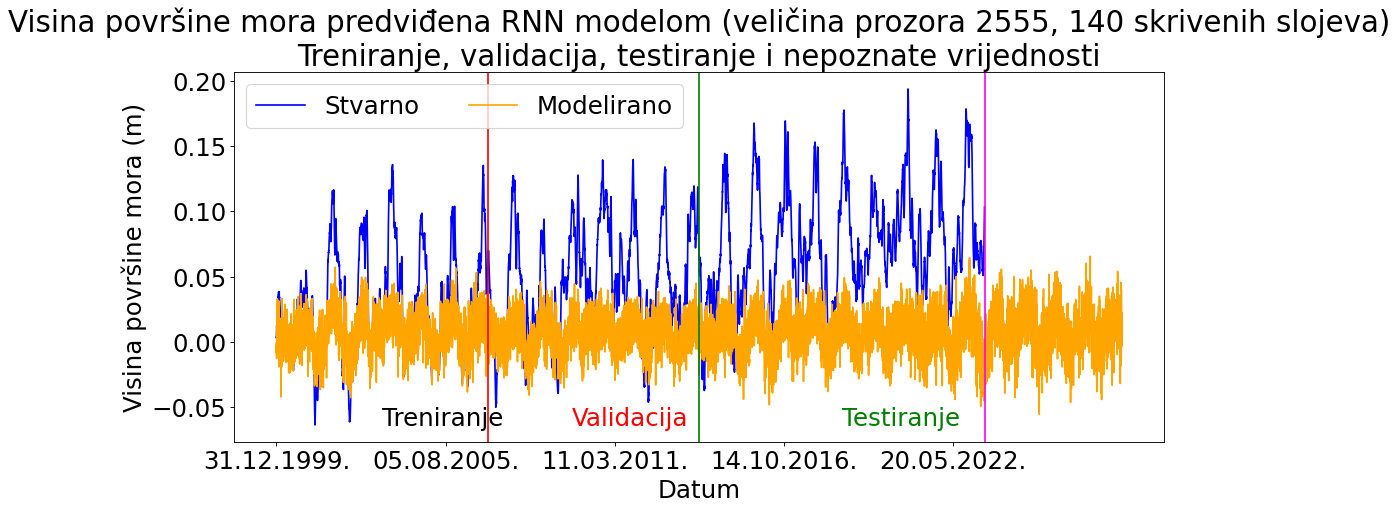 Visina površine mora predviđena RNN modelom (veličina prozora 2555, 140 skrivenih slojeva)
Treniranje, validacija, testiranje i nepoznate vrijednosti
Stvarno
Modelirano
Visina površine mora (m)
0.20
0.15
0.10
0.05
0.00
−0.05
Treniranje
Validacija
Testiranje
31.12.1999.
05.08.2005.
11.03.2011.
14.10.2016.
20.05.2022.
Datum